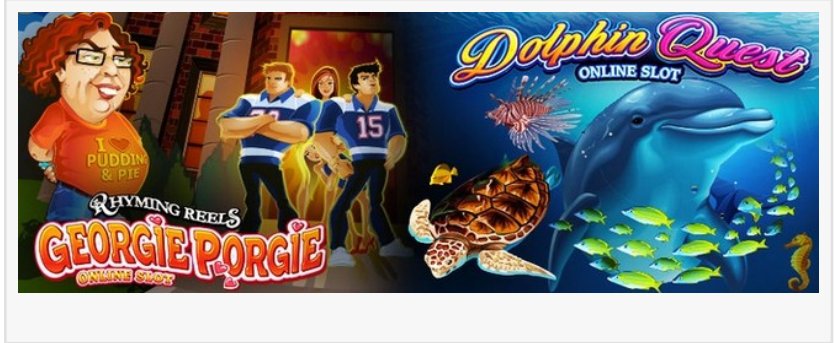 I ♥
PUDDING
& PIE
15
RHYMING REELS
GEORGIE PORGIE
ONLINE SLOT
Dolphin Quest
ONLINE SLOT